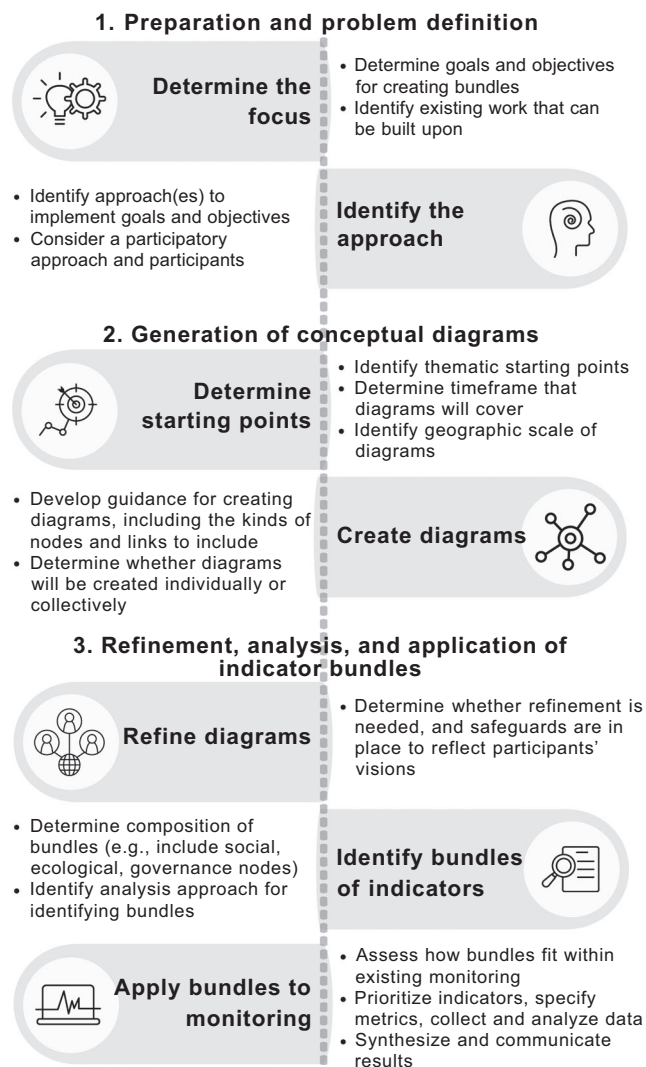 1. Preparation and problem definition
Determine the
focus
• Determine goals and objectives
for creating bundles
• Identify existing work that can
be built upon
• Identify approach(es) to
implement goals and objectives
• Consider a participatory
approach and participants
Identify the
approach
2. Generation of conceptual diagrams
Determine
starting points
• Identify thematic starting points
• Determine timeframe that
diagrams will cover
• Identify geographic scale of
diagrams
• Develop guidance for creating
diagrams, including the kinds of
nodes and links to include
• Determine whether diagrams
will be created individually or
collectively
Create diagrams
3. Refinement, analysis, and application of
indicator bundles
Refine diagrams
• Determine whether refinement is
needed, and safeguards are in
place to reflect participants’
visions
• Determine composition of
bundles (e.g., include social,
ecological, governance nodes)
• Identify analysis approach for
identifying bundles
Identify bundles
of indicators
Apply bundles to
monitoring
• Assess how bundles fit within
existing monitoring
• Prioritize indicators, specify
metrics, collect and analyze data
• Synthesize and communicate
results